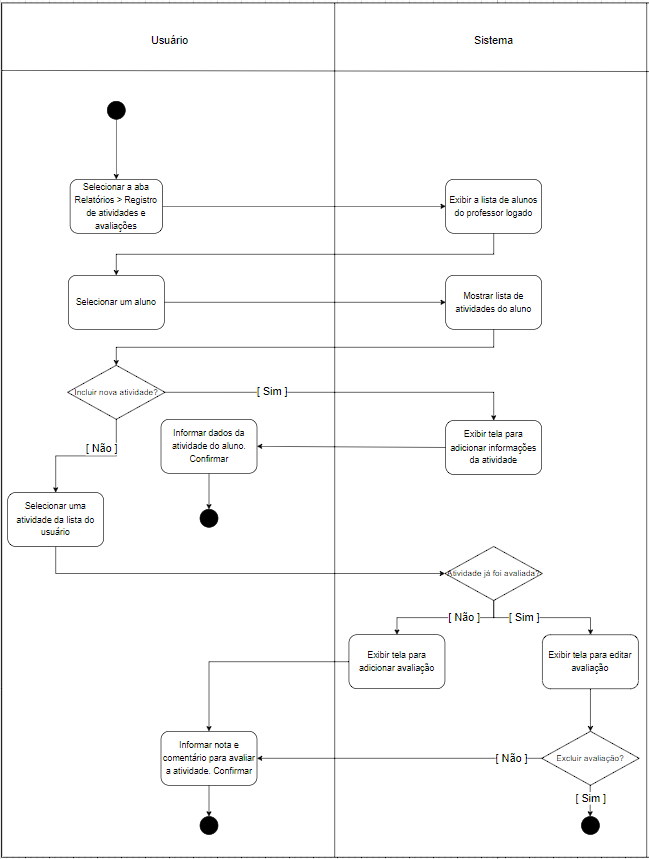 Usuário
Sistema
Selecionar a aba
Relatórios > Registro
de atividades e
avaliações
Exibir a lista de alunos
do professor logado
Selecionar um aluno
Mostrar lista de
atividades do aluno
Incluir nova atividade?
[ Sim ]
Informar dados da
atividade do aluno.
Confirmar
Exibir tela para
adicionar informações
da atividade
[ Não ]
Selecionar uma
atividade da lista do
usuário
Atividade já foi avaliada?
[ Não ]
[ Sim ]
Exibir tela para
adicionar avaliação
Exibir tela para editar
avaliação
Informar nota e
comentário para avaliar
a atividade. Confirmar
[ Não ]
Excluir avaliação?
[ Sim ]